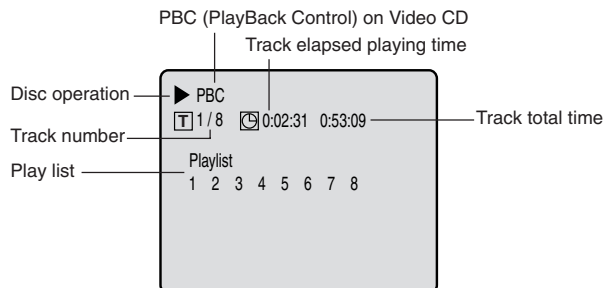 PBC (PlayBack Control) on Video CD
Track elapsed playing time
Disc operation
PBC
T 1 / 8 0:02:31 0:53:09
Track total time
Track number
Playlist
Play list
1 2 3 4 5 6 7 8